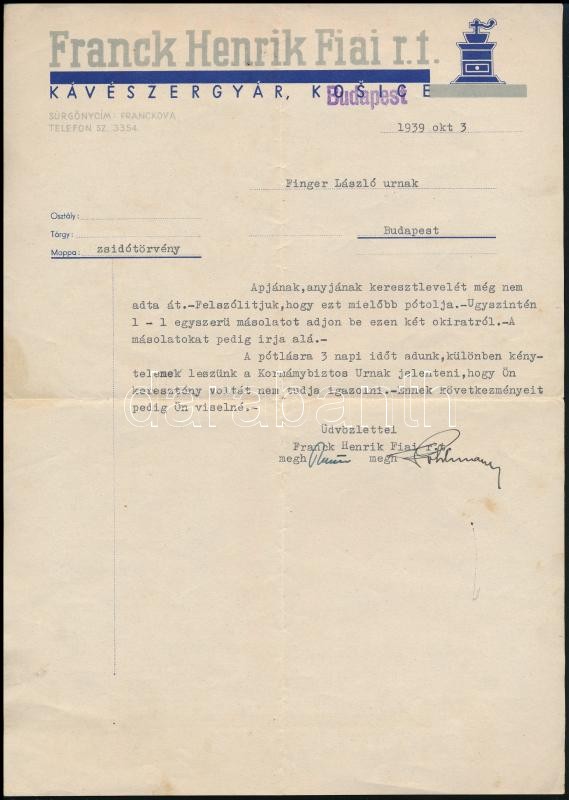 Franck Henrik Fiai r.t.
KÁVÉSZERGYÁR, KOŠICE
Budapest
SÜRGÖNYCÍM: FRANCKOVA
TELEFON SZ. 3354.
1939 okt 3
Finger László urnak
Osztály:
Tárgy:
Budapest
Mappa: zsidótörvény
Apjának,anyjának keresztlevelét még nem
adta át.-Felszólitjuk,hogy ezt mielőbb pótolja.-Ugyszintén
1 - 1 egyszerü másolatot adjon be ezen két okiratról.-A
másolatokat pedig irja alá.-
A pótlásra 3 napi időt adunk,különben kény-
telenek leszünk a Kormánybiztos Urnak jelenteni,hogy Ön
keresztény voltát nem tudja igazolni.-Ennek következményeit
pedig Ön viselné.-
darabanth
Üdvözlettel
Franck Henrik Fiai r.t.
megh megh